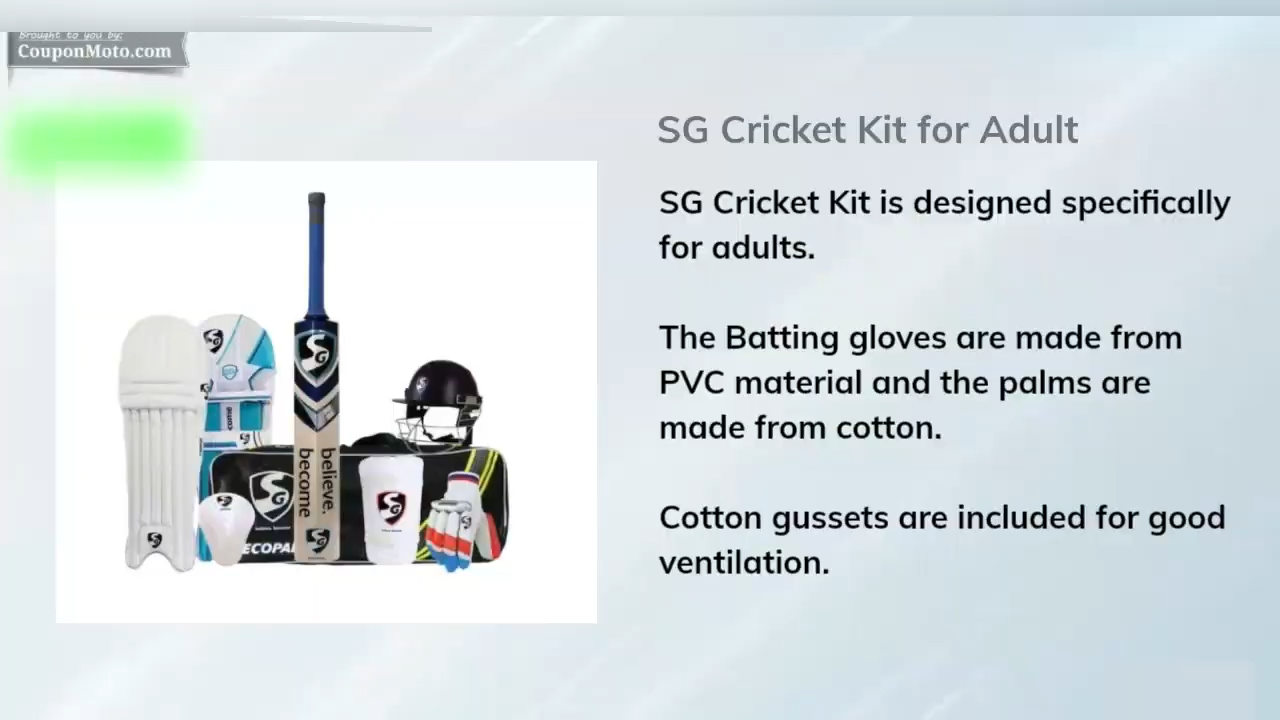 Brought to you by:
CouponMoto.com
SG Cricket Kit for Adult
SG Cricket Kit is designed specifically
for adults.
The Batting gloves are made from
PVC material and the palms are
made from cotton.
Cotton gussets are included for good
ventilation.
SG
SG
believe.
become
SG
SG
ECOPA